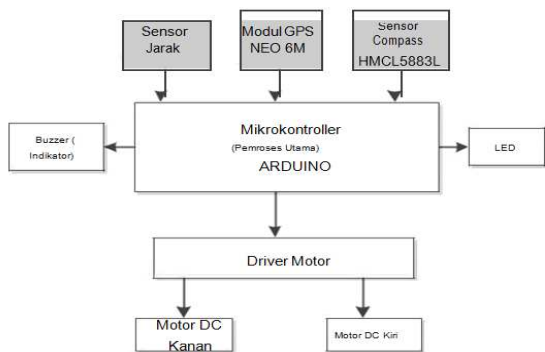 Sensor
Jarak
Modul GPS
NEO 6M
Sensor
Compass
HMCL5883L
Buzzer (
Indikator)
Mikrokontroller
(Pemroses Utama)
ARDUINO
LED
Driver Motor
Motor DC
Kanan
Motor DC Kiri